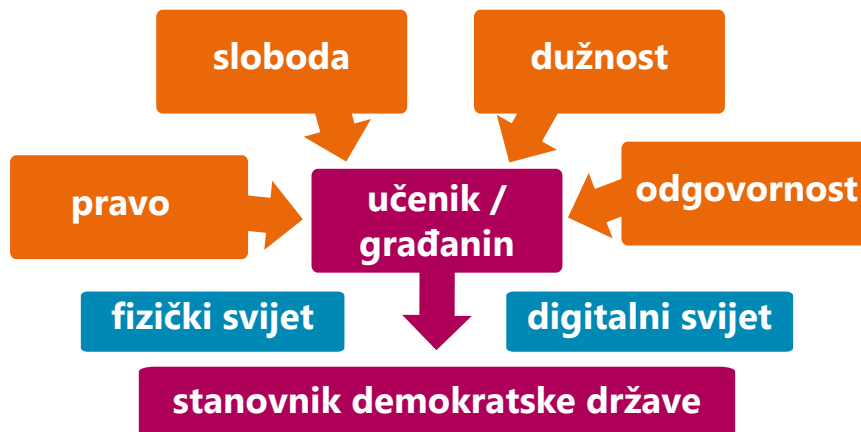 sloboda
dužnost
pravo
učenik /
građanin
odgovornost
fizički svijet
digitalni svijet
stanovnik demokratske države